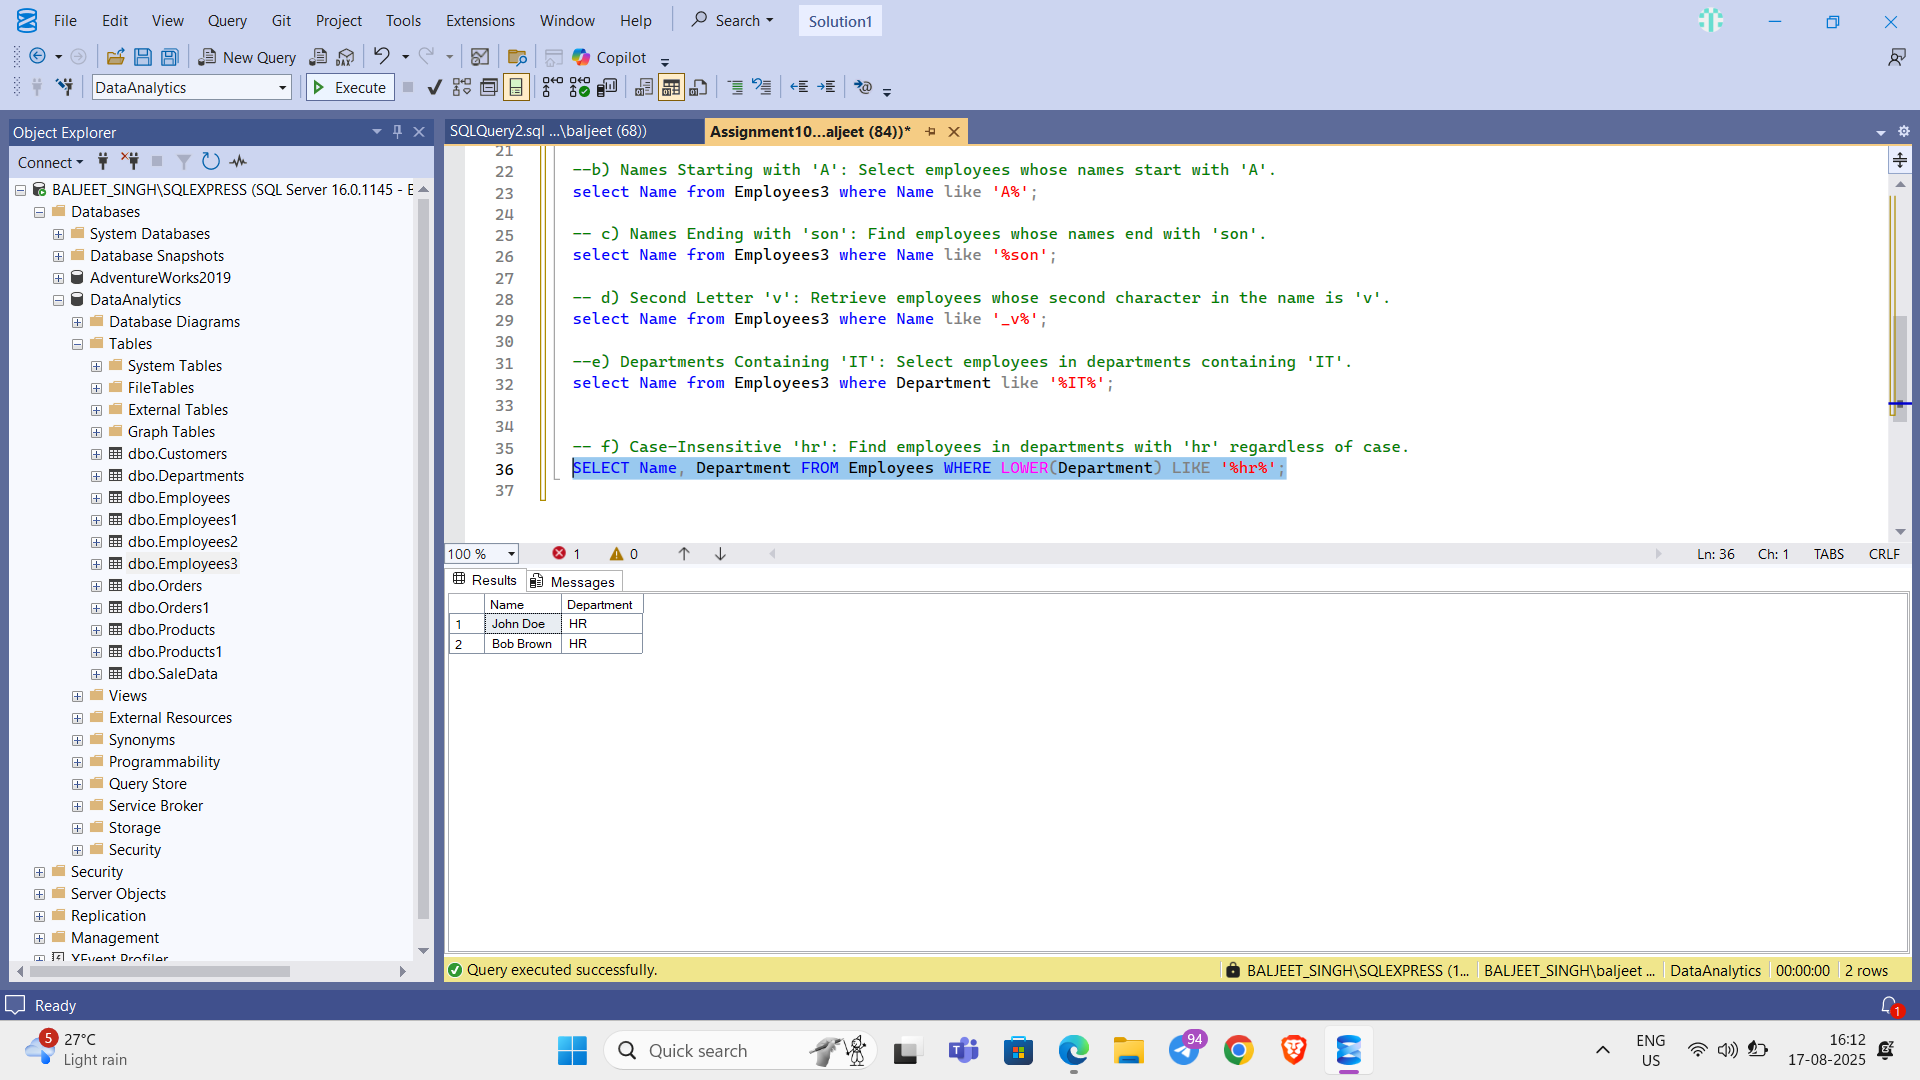 File Edit View Query Git Project Tools Extensions Window Help Search Solution1
New Query DAX Copilot
DataAnalytics Execute
Object Explorer
Connect
BALJEET_SINGH\SQLEXPRESS (SQL Server 16.0.1145 - E
Databases
System Databases
Database Snapshots
AdventureWorks2019
DataAnalytics
Database Diagrams
Tables
System Tables
FileTables
External Tables
Graph Tables
dbo.Customers
dbo.Departments
dbo.Employees
dbo.Employees1
dbo.Employees2
dbo.Employees3
dbo.Orders
dbo.Orders1
dbo.Products
dbo.Products1
dbo.SaleData
Views
External Resources
Synonyms
Programmability
Query Store
Service Broker
Storage
Security
Security
Server Objects
Replication
Management
XEvent Profiler
SQLQuery2.sql ...\baljeet (68)) Assignment10...aljeet (84))*
21
22 --b) Names Starting with 'A': Select employees whose names start with 'A'.
23 select Name from Employees3 where Name like 'A%';
24
25 -- c) Names Ending with 'son': Find employees whose names end with 'son'.
26 select Name from Employees3 where Name like '%son';
27
28 -- d) Second Letter 'v': Retrieve employees whose second character in the name is 'v'.
29 select Name from Employees3 where Name like '_v%';
30
31 --e) Departments Containing 'IT': Select employees in departments containing 'IT'.
32 select Name from Employees3 where Department like '%IT%';
33
34
35 -- f) Case-Insensitive 'hr': Find employees in departments with 'hr' regardless of case.
36 SELECT Name, Department FROM Employees WHERE LOWER(Department) LIKE '%hr%';
37
100 % 1 0 Ln: 36 Ch: 1 TABS CRLF
Results Messages
Name Department
1 John Doe HR
2 Bob Brown HR
Query executed successfully. BALJEET_SINGH\SQLEXPRESS (1... BALJEET_SINGH\baljeet ... DataAnalytics 00:00:00 2 rows
Ready 1
5 27°C
Light rain
Quick search 94
ENG
US
16:12
17-08-2025